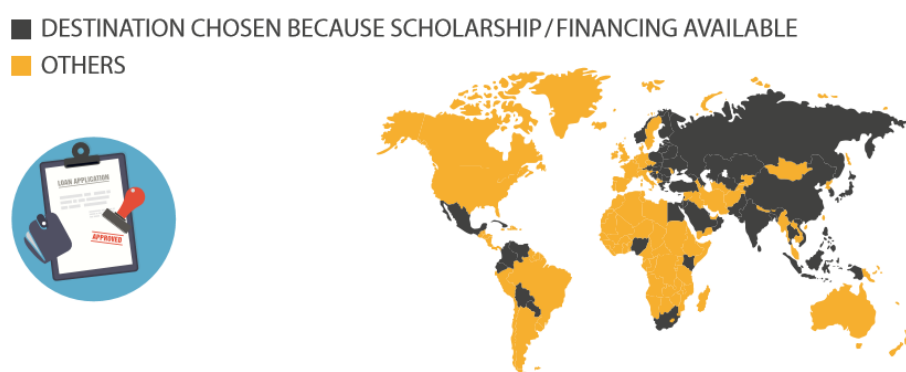 DESTINATION CHOSEN BECAUSE SCHOLARSHIP/FINANCING AVAILABLE
OTHERS
LOAN APPLICATION
APPROVED